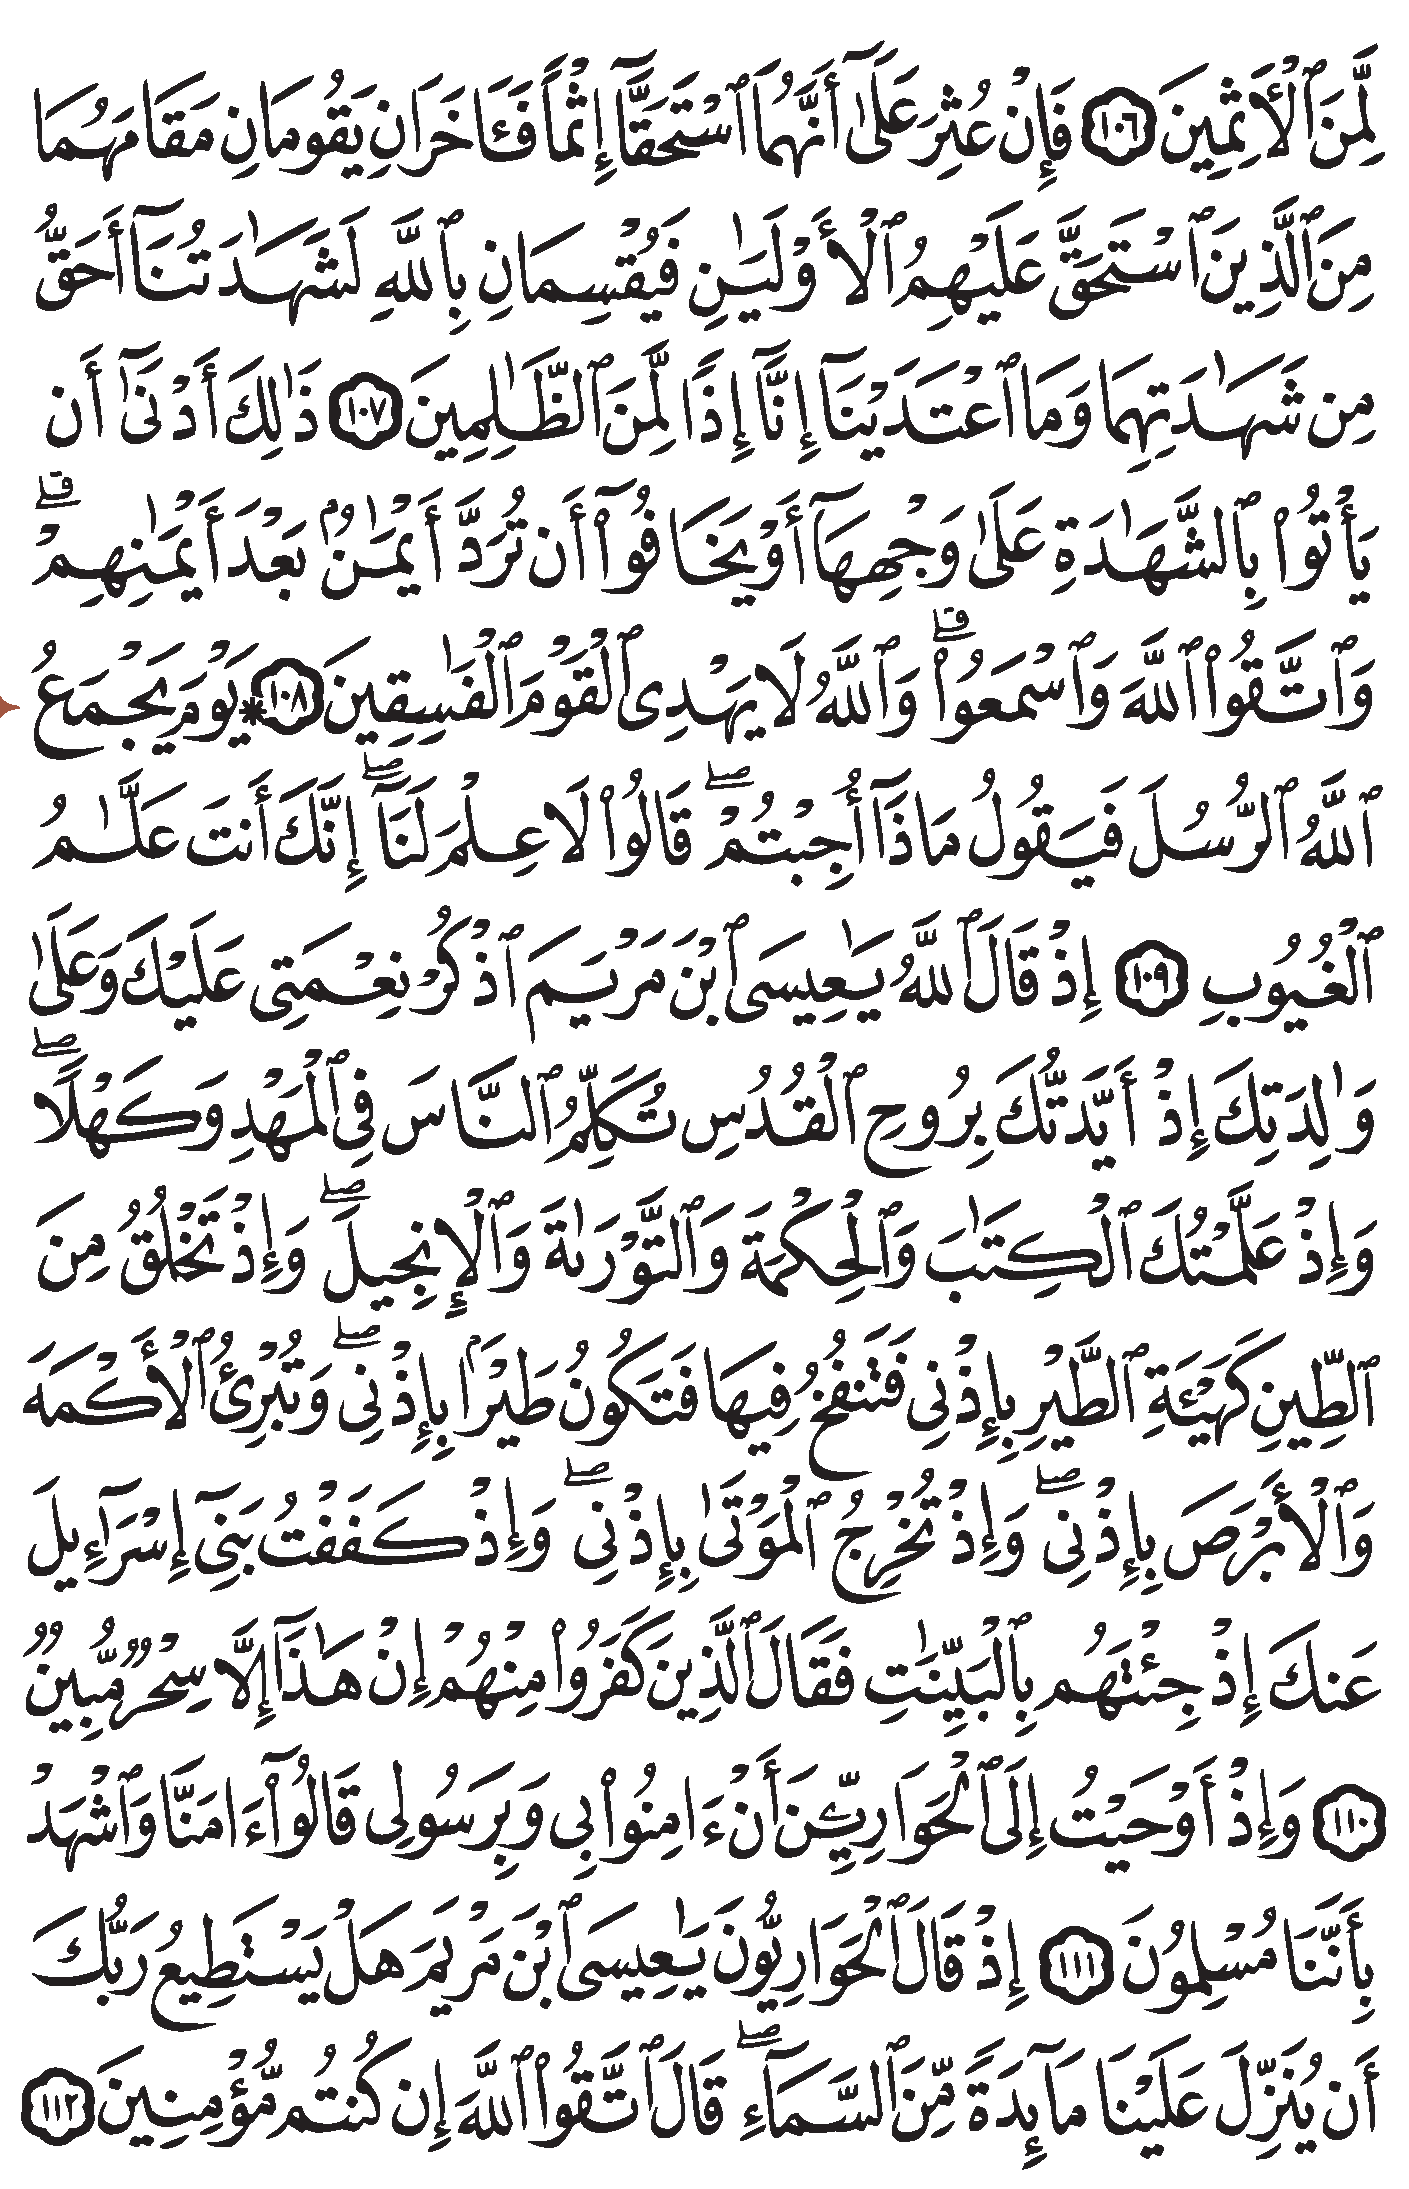 لَّمِنَ ٱلْأَثِمِينَ ١٠٦ فَإِنْ عُثِرَ عَلَىٰٓ أَنَّهُمَا ٱسْتَحَقَّآ إِثْمًا فَـَٔاخَرَانِ يَقُومَانِ مَقَامَهُمَا
مِنَ ٱلَّذِينَ ٱسْتَحَقَّ عَلَيْهِمُ ٱلْأَوْلَيَٰنِ فَيُقْسِمَانِ بِٱللَّهِ لَشَهَٰدَتُنَآ أَحَقُّ
مِن شَهَٰدَتِهِمَا وَمَا ٱعْتَدَيْنَآ إِنَّآ إِذًا لَّمِنَ ٱلظَّٰلِمِينَ ١٠٧ ذَٰلِكَ أَدْنَىٰٓ أَن
يَأْتُوا۟ بِٱلشَّهَٰدَةِ عَلَىٰ وَجْهِهَآ أَوْ يَخَافُوٓا۟ أَن تُرَدَّ أَيْمَٰنٌۢ بَعْدَ أَيْمَٰنِهِمْ ۗ
وَٱتَّقُوا۟ ٱللَّهَ وَٱسْمَعُوا۟ ۗ وَٱللَّهُ لَا يَهْدِى ٱلْقَوْمَ ٱلْفَٰسِقِينَ ١٠٨ * يَوْمَ يَجْمَعُ
ٱللَّهُ ٱلرُّسُلَ فَيَقُولُ مَاذَآ أُجِبْتُمْ ۖ قَالُوا۟ لَا عِلْمَ لَنَآ ۖ إِنَّكَ أَنتَ عَلَّٰمُ
ٱلْغُيُوبِ ١٠٩ إِذْ قَالَ ٱللَّهُ يَٰعِيسَى ٱبْنَ مَرْيَمَ ٱذْكُرْ نِعْمَتِى عَلَيْكَ وَعَلَىٰ
وَٰلِدَتِكَ إِذْ أَيَّدتُّكَ بِرُوحِ ٱلْقُدُسِ تُكَلِّمُ ٱلنَّاسَ فِى ٱلْمَهْدِ وَكَهْلًا ۖ
وَإِذْ عَلَّمْتُكَ ٱلْكِتَٰبَ وَٱلْحِكْمَةَ وَٱلتَّوْرَىٰةَ وَٱلْإِنجِيلَ ۖ وَإِذْ تَخْلُقُ مِنَ
ٱلطِّينِ كَهَيْـَٔةِ ٱلطَّيْرِ بِإِذْنِى فَتَنفُخُ فِيهَا فَتَكُونُ طَيْرًۢا بِإِذْنِى ۖ وَتُبْرِئُ ٱلْأَكْمَهَ
وَٱلْأَبْرَصَ بِإِذْنِى ۖ وَإِذْ تُخْرِجُ ٱلْمَوْتَىٰ بِإِذْنِى ۖ وَإِذْ كَفَفْتُ بَنِىٓ إِسْرَٰٓءِيلَ
عَنكَ إِذْ جِئْتَهُم بِٱلْبَيِّنَٰتِ فَقَالَ ٱلَّذِينَ كَفَرُوا۟ مِنْهُمْ إِنْ هَٰذَآ إِلَّا سِحْرٌ مُّبِينٌ
١١٠ وَإِذْ أَوْحَيْتُ إِلَى ٱلْحَوَارِيِّـۧنَ أَنْ ءَامِنُوا۟ بِى وَبِرَسُولِى قَالُوٓا۟ ءَامَنَّا وَٱشْهَدْ
بِأَنَّنَا مُسْلِمُونَ ١١١ إِذْ قَالَ ٱلْحَوَارِيُّونَ يَٰعِيسَى ٱبْنَ مَرْيَمَ هَلْ يَسْتَطِيعُ رَبُّكَ
أَن يُنَزِّلَ عَلَيْنَا مَآئِدَةً مِّنَ ٱلسَّمَآءِ ۖ قَالَ ٱتَّقُوا۟ ٱللَّهَ إِن كُنتُم مُّؤْمِنِينَ ١١٢